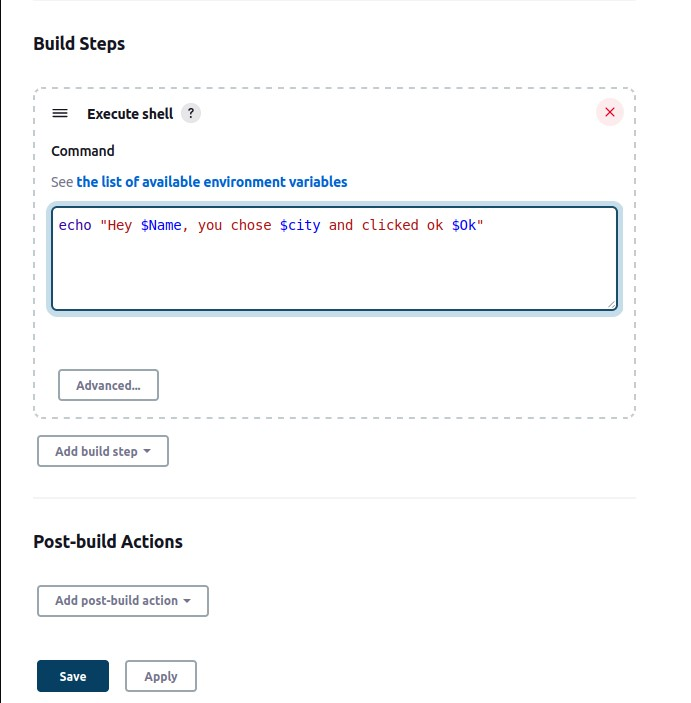 Build Steps
Execute shell ?
Command
See the list of available environment variables
echo "Hey $Name, you chose $city and clicked ok $Ok"
Advanced...
Add build step
Post-build Actions
Add post-build action
Save Apply